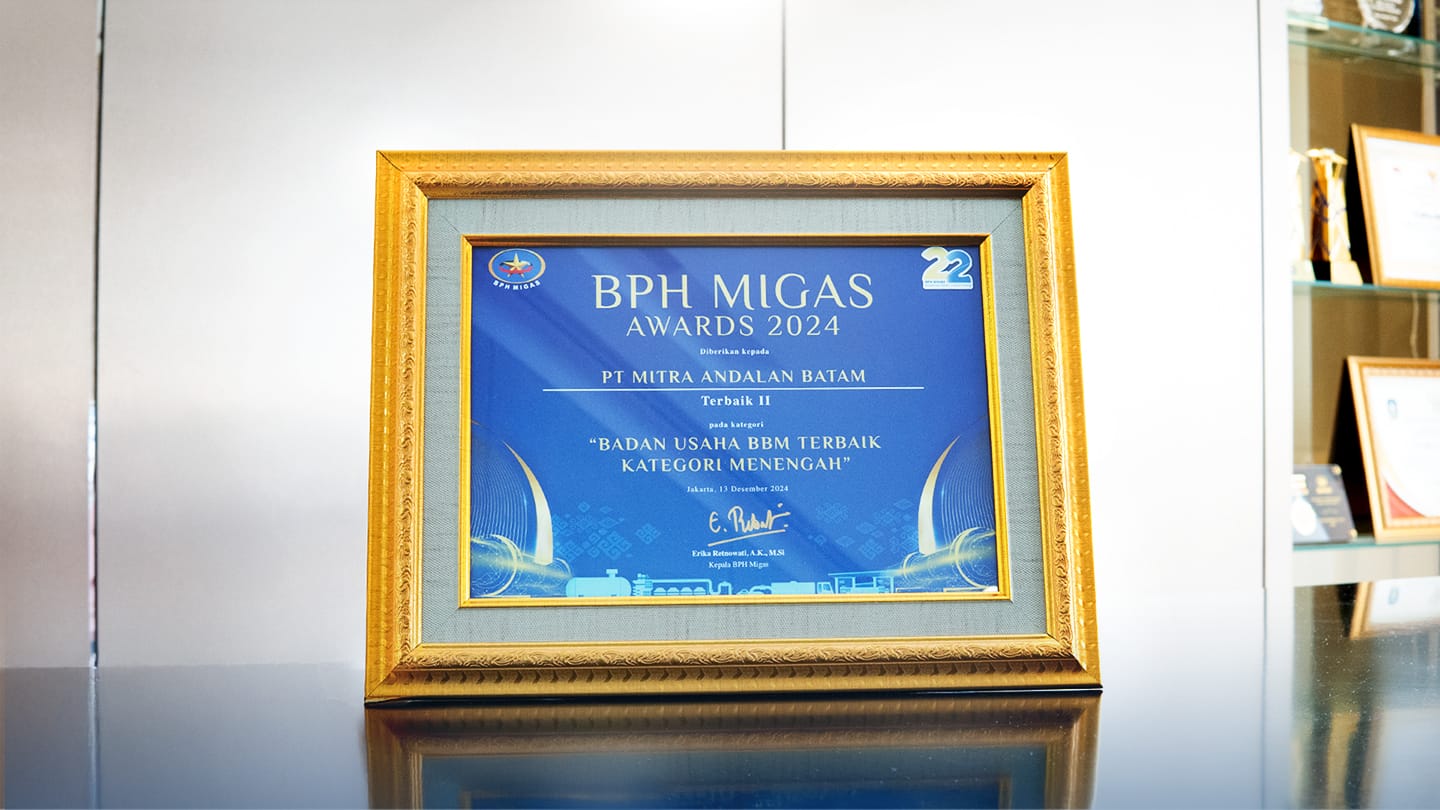 BPH MIGAS
22
BPH MIGAS
AWARDS 2024
Diberikan kepada
PT MITRA ANDALAN BATAM
Terbaik II
pada kategori
“BADAN USAHA BBM TERBAIK
KATEGORI MENENGAH”
Jakarta, 13 Desember 2024
Erika Retnowati, A.K., M.Si
Kepala BPH Migas